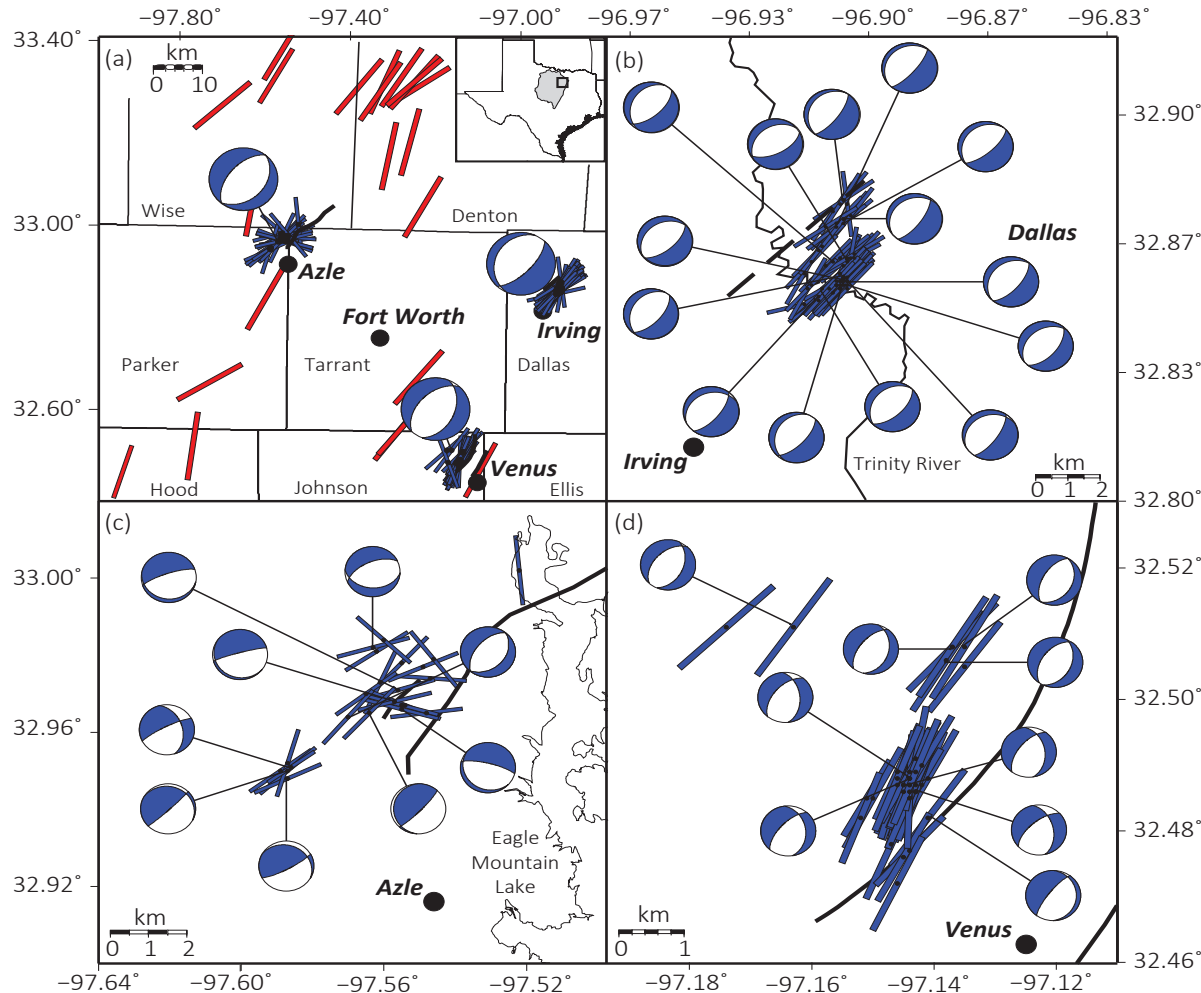 −97.80° −97.40° −97.00° −96.97° −96.93° −96.90° −96.87° −96.83°
33.40°
33.00°
32.60°
(a)
km
0 10
Wise
Denton
Azle
Fort Worth
Irving
Parker
Tarrant
Dallas
Venus
Hood
Johnson
Ellis
(b)
32.90°
32.87°
32.83°
32.80°
Dallas
Irving
Trinity River
km
0 1 2
(c)
33.00°
32.96°
32.92°
Eagle
Mountain
Lake
Azle
km
0 1 2
(d)
32.52°
32.50°
32.48°
32.46°
km
0 1
Venus
−97.64° −97.60° −97.56° −97.52° −97.18° −97.16° −97.14° −97.12°